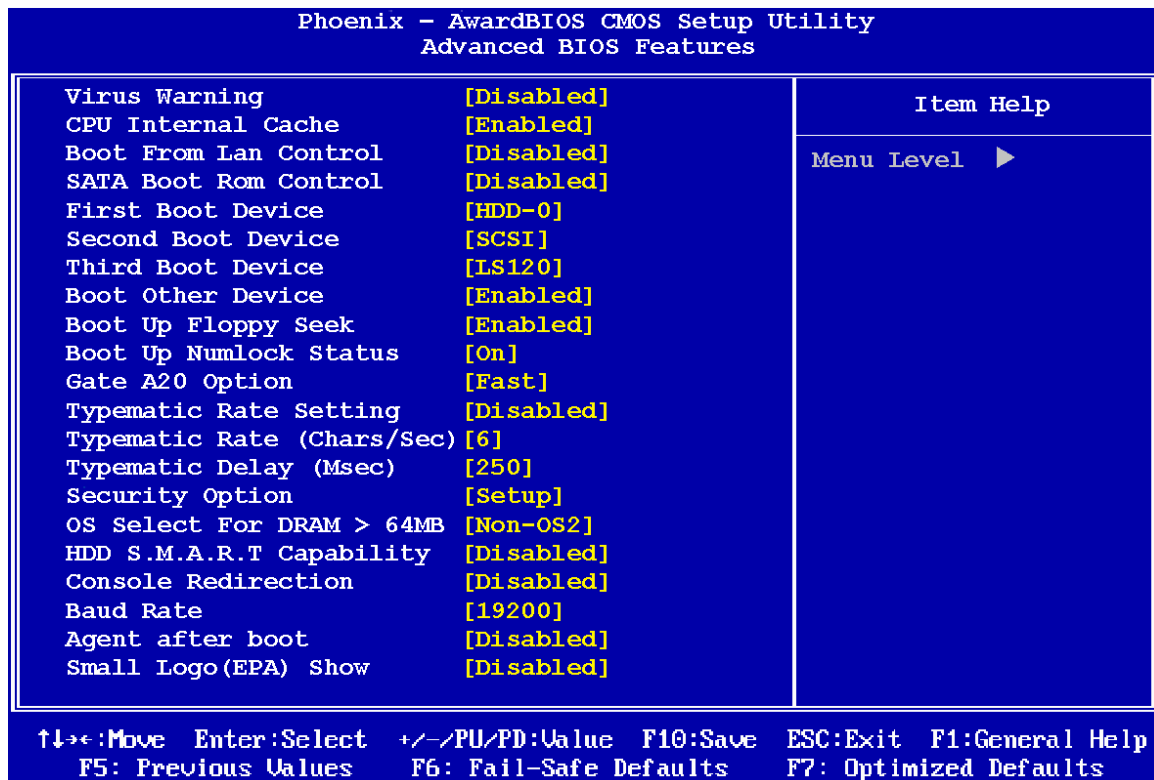 Phoenix – AwardBIOS CMOS Setup Utility
Advanced BIOS Features
Virus Warning [Disabled]
CPU Internal Cache [Enabled]
Boot From Lan Control [Disabled]
SATA Boot Rom Control [Disabled]
First Boot Device [HDD-0]
Second Boot Device [SCSI]
Third Boot Device [LS120]
Boot Other Device [Enabled]
Boot Up Floppy Seek [Enabled]
Boot Up Numlock Status [On]
Gate A20 Option [Fast]
Typematic Rate Setting [Disabled]
Typematic Rate (Chars/Sec) [6]
Typematic Delay (Msec) [250]
Security Option [Setup]
OS Select For DRAM > 64MB [Non-OS2]
HDD S.M.A.R.T Capability [Disabled]
Console Redirection [Disabled]
Baud Rate [19200]
Agent after boot [Disabled]
Small Logo(EPA) Show [Disabled]
Item Help
Menu Level ▶
↑↓→←:Move Enter:Select +/-/PU/PD:Value F10:Save ESC:Exit F1:General Help
F5: Previous Values F6: Fail-Safe Defaults F7: Optimized Defaults